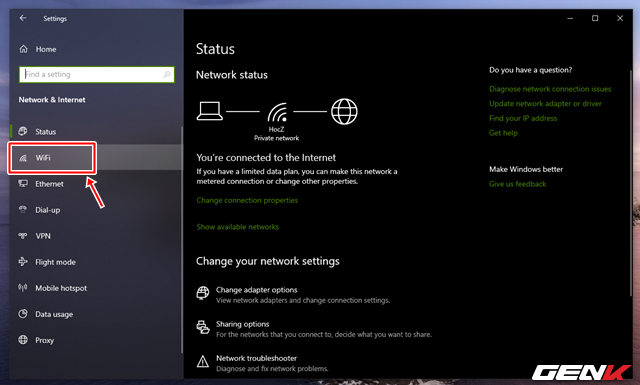 Settings
Home
Find a setting
Network & Internet
Status
WiFi
Ethernet
Dial-up
VPN
Flight mode
Mobile hotspot
Data usage
Proxy
Status
Network status
HocZ
Private network
You're connected to the Internet
If you have a limited data plan, you can make this network a
metered connection or change other properties.
Change connection properties
Show available networks
Change your network settings
Change adapter options
View network adapters and change connection settings.
Sharing options
For the networks that you connect to, decide what you want to share.
Network troubleshooter
Diagnose and fix network problems.
Do you have a question?
Diagnose network connection issues
Update network adapter or driver
Find your IP address
Get help
Make Windows better
Give us feedback
GENK